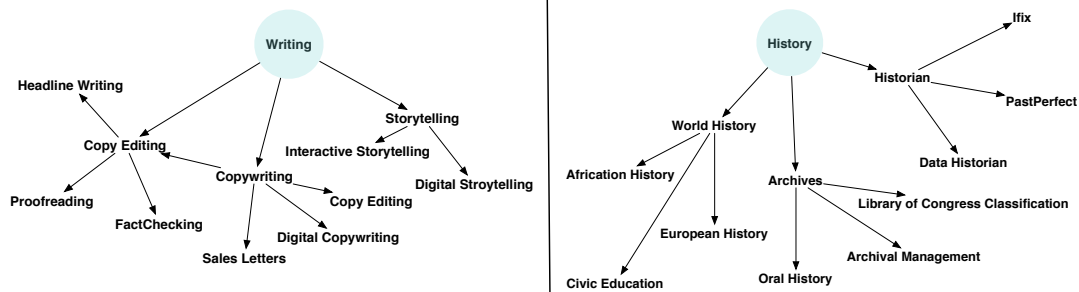 Writing
Headline Writing
Storytelling
Copy Editing
Interactive Storytelling
Copywriting
Digital Stroytelling
Proofreading
Copy Editing
FactChecking
Digital Copywriting
Sales Letters
History
Ifix
Historian
PastPerfect
World History
Data Historian
Africation History
Archives
Library of Congress Classification
European History
Archival Management
Oral History
Civic Education